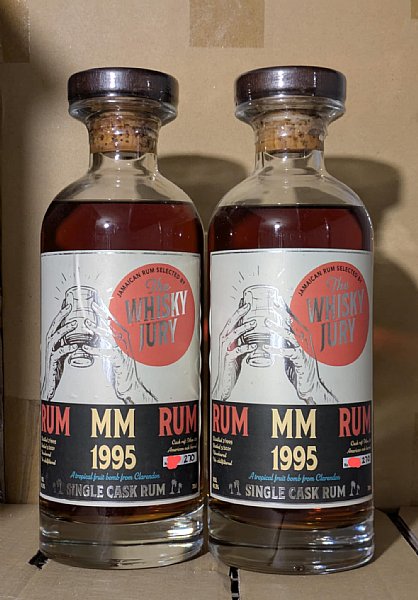 JAMAICAN RUM SELECTED BY
The
WHISKY
JURY
RUM MM RUM
1995
270
A tropical fruit bomb from Clarendon
SINGLE CASK RUM
JAMAICAN RUM SELECTED BY
The
WHISKY
JURY
RUM MM RUM
1995
A tropical fruit bomb from Clarendon
SINGLE CASK RUM